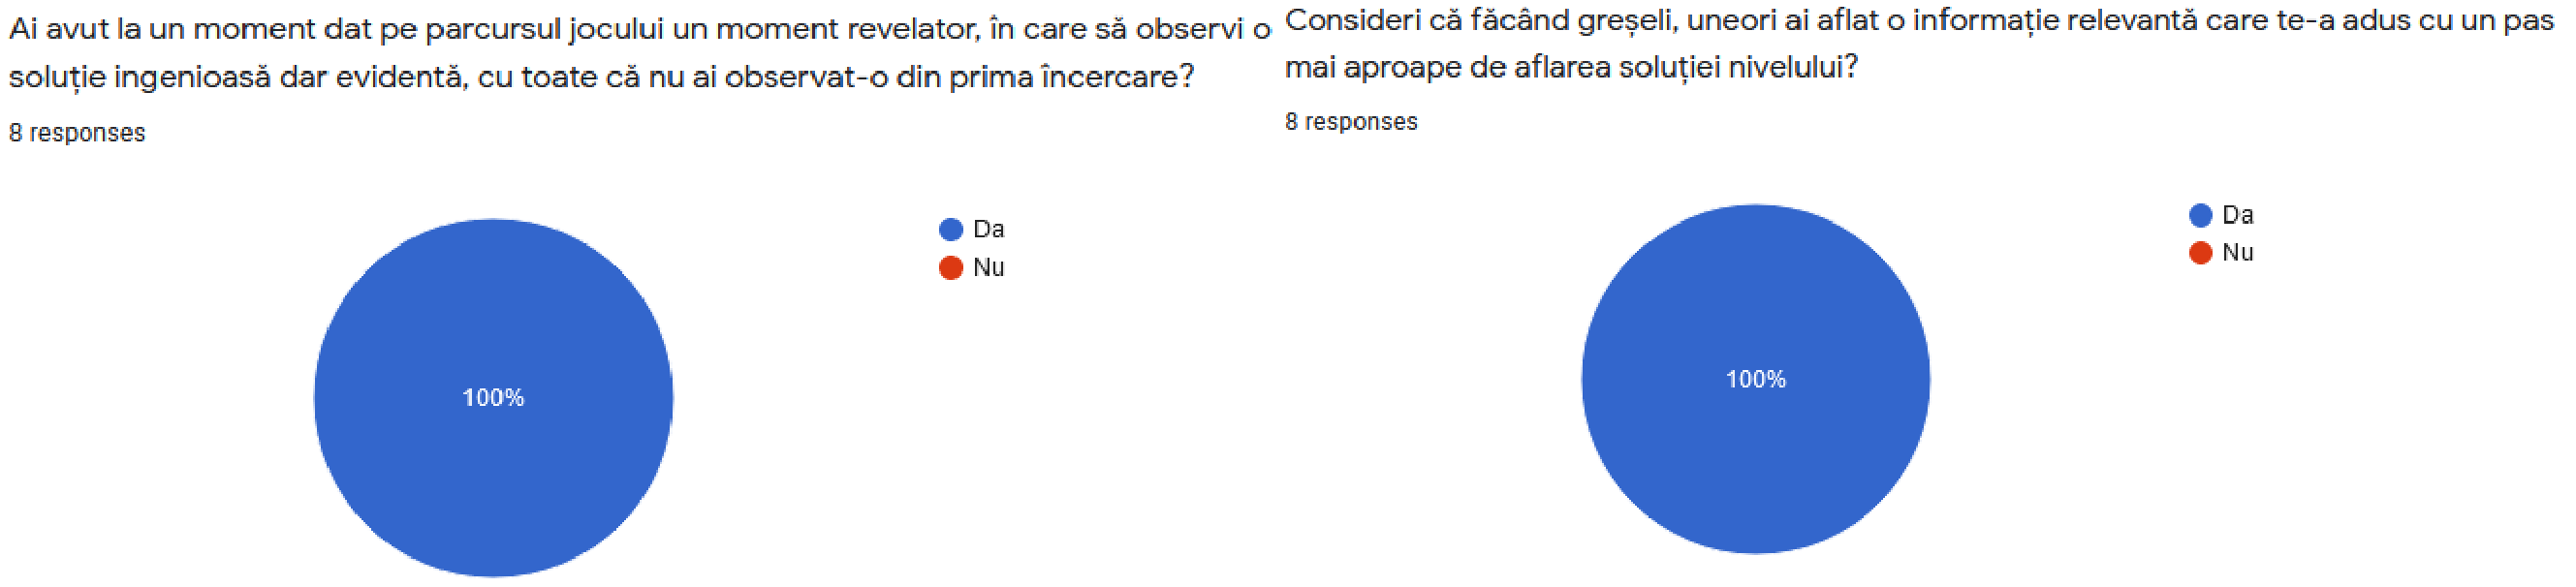 Ai avut la un moment dat pe parcursul jocului un moment revelator, în care să observi o
soluție ingenioasă dar evidentă, cu toate că nu ai observat-o din prima încercare?
8 responses
Da
Nu
100%
Consideri că făcând greșeli, uneori ai aflat o informație relevantă care te-a adus cu un pas
mai aproape de aflarea soluției nivelului?
8 responses
Da
Nu
100%